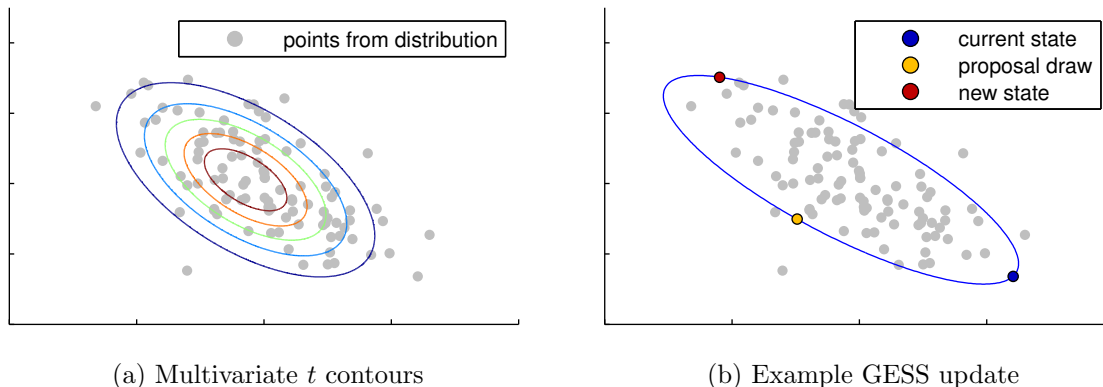 points from distribution
current state
proposal draw
new state
(a) Multivariate t contours
(b) Example GESS update